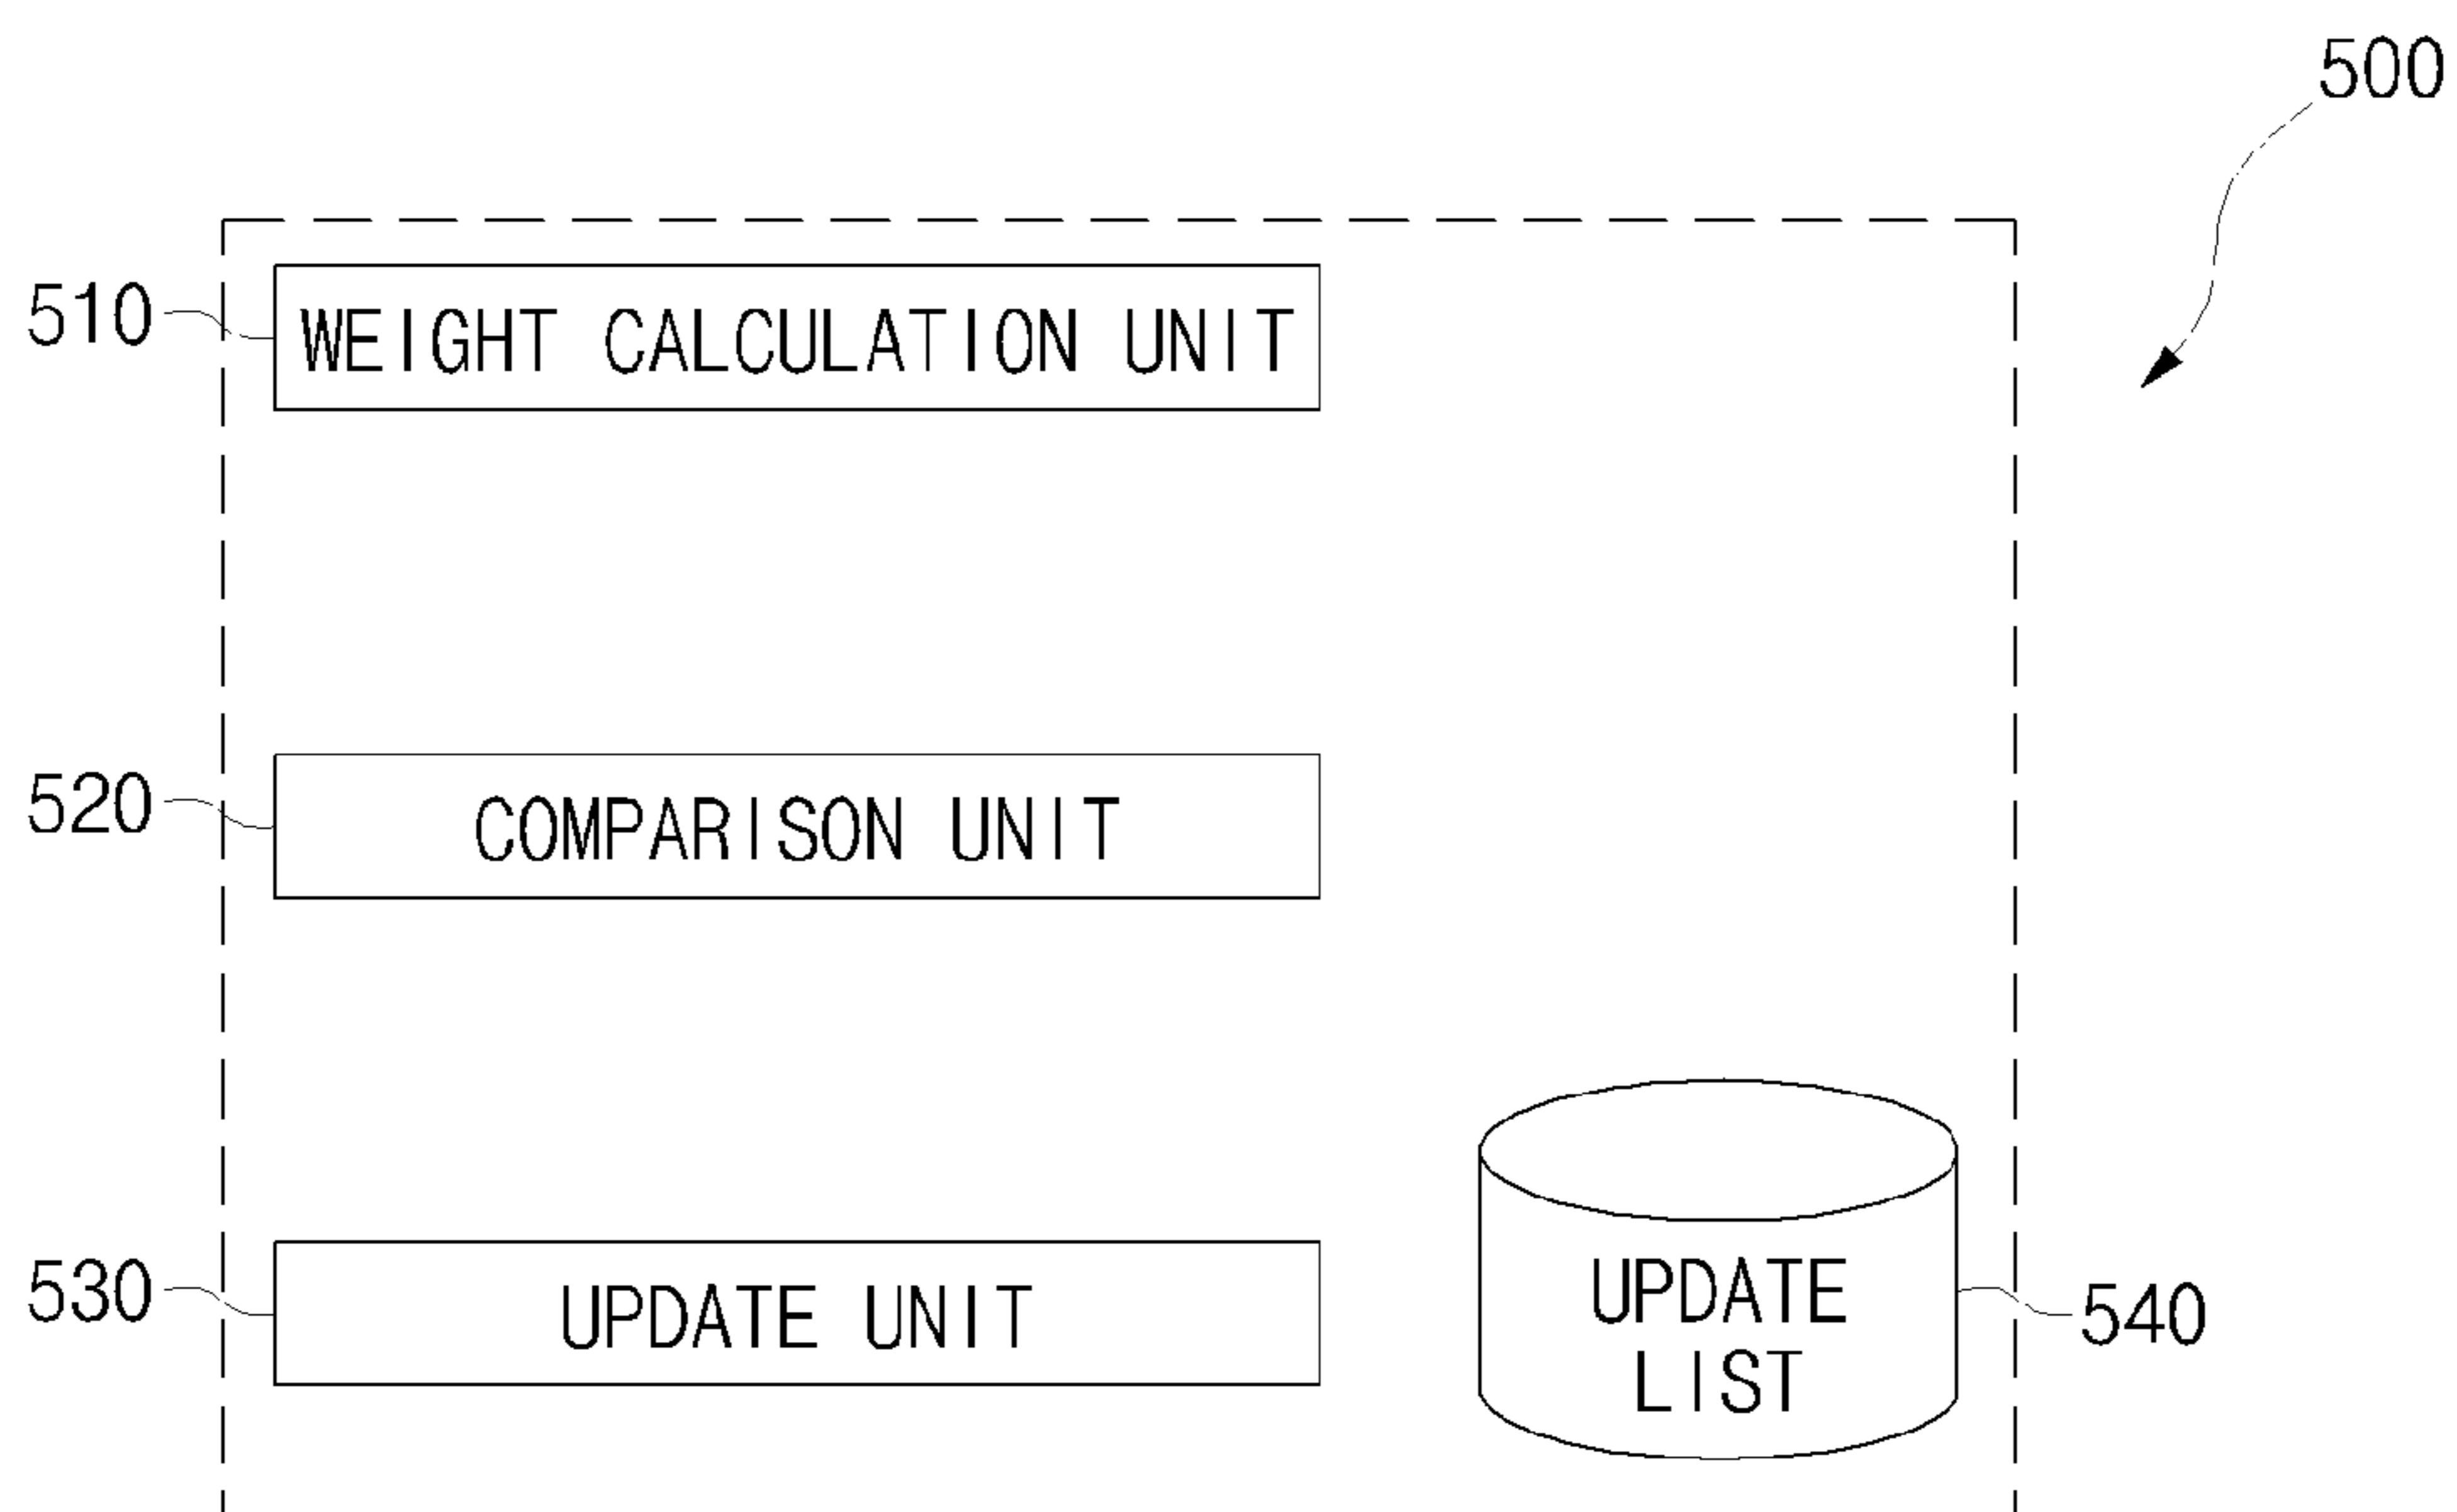 500
510
WEIGHT CALCULATION UNIT
520
COMPARISON UNIT
530
UPDATE UNIT
UPDATE
LIST
540